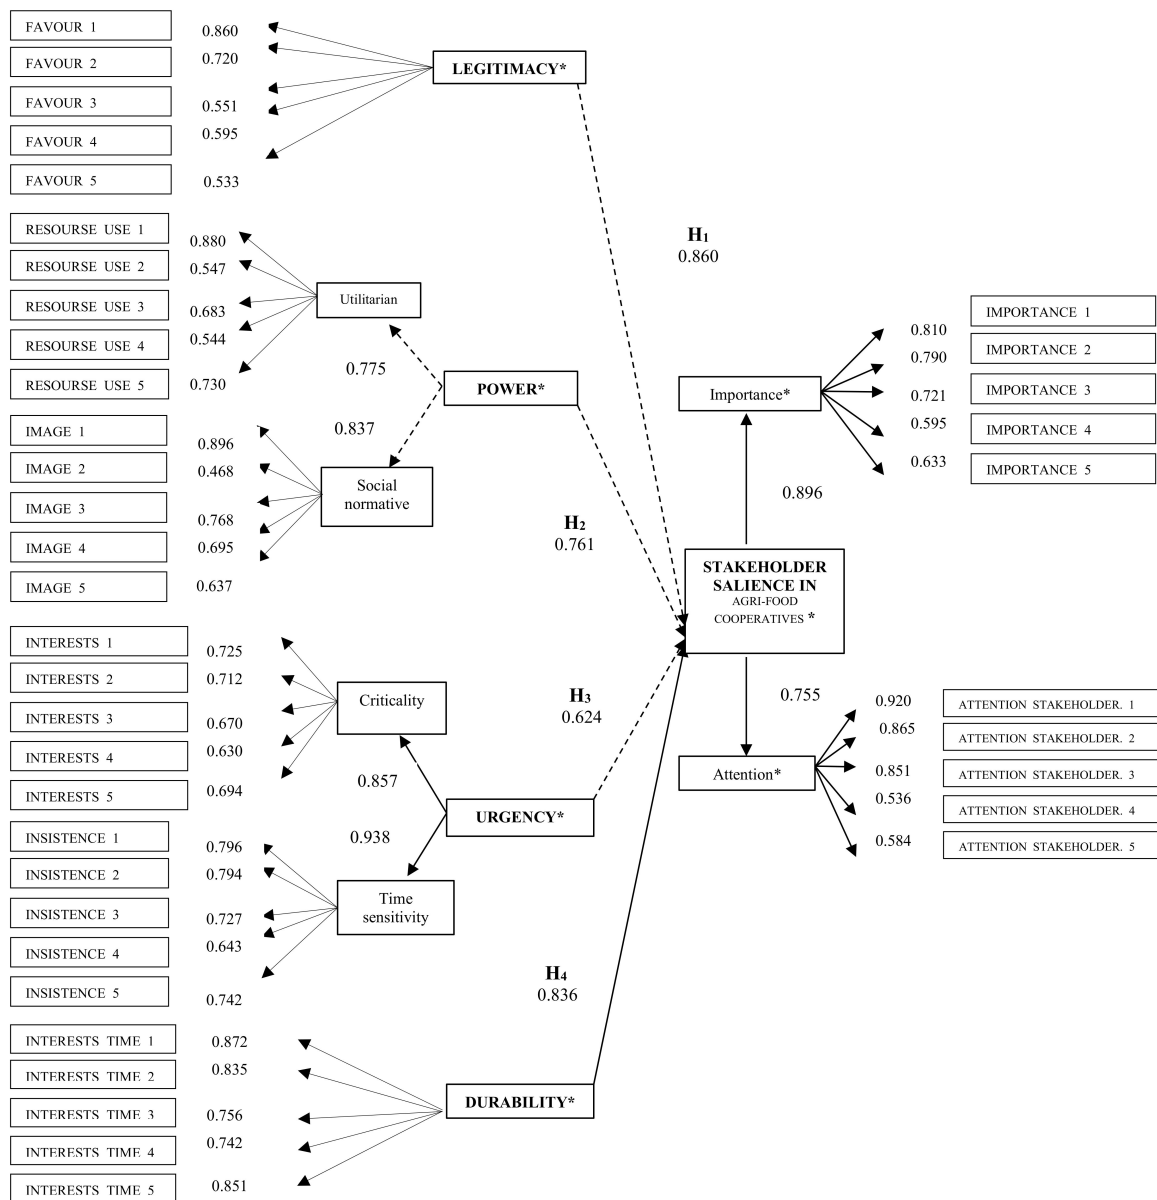 FAVOUR 1
0.860
FAVOUR 2
0.720
FAVOUR 3
0.551
FAVOUR 4
0.595
FAVOUR 5
0.533
LEGITIMACY*
H1
0.860
RESOURSE USE 1
0.880
RESOURSE USE 2
0.547
RESOURSE USE 3
0.683
RESOURSE USE 4
0.544
RESOURSE USE 5
0.730
Utilitarian
0.775
POWER*
0.837
IMAGE 1
0.896
IMAGE 2
0.468
IMAGE 3
0.768
IMAGE 4
0.695
IMAGE 5
0.637
Social
normative
H2
0.761
INTERESTS 1
0.725
INTERESTS 2
0.712
INTERESTS 3
0.670
INTERESTS 4
0.630
INTERESTS 5
0.694
Criticality
0.857
H3
0.624
URGENCY*
0.938
INSISTENCE 1
0.796
INSISTENCE 2
0.794
INSISTENCE 3
0.727
INSISTENCE 4
0.643
INSISTENCE 5
0.742
Time
sensitivity
H4
0.836
INTERESTS TIME 1
0.872
INTERESTS TIME 2
0.835
INTERESTS TIME 3
0.756
INTERESTS TIME 4
0.742
INTERESTS TIME 5
0.851
DURABILITY*
Importance*
0.810
IMPORTANCE 1
0.790
IMPORTANCE 2
0.721
IMPORTANCE 3
0.595
IMPORTANCE 4
0.633
IMPORTANCE 5
0.896
STAKEHOLDER
SALIENCE IN
AGRI-FOOD
COOPERATIVES *
0.755
Attention*
0.920
ATTENTION STAKEHOLDER. 1
0.865
ATTENTION STAKEHOLDER. 2
0.851
ATTENTION STAKEHOLDER. 3
0.536
ATTENTION STAKEHOLDER. 4
0.584
ATTENTION STAKEHOLDER. 5